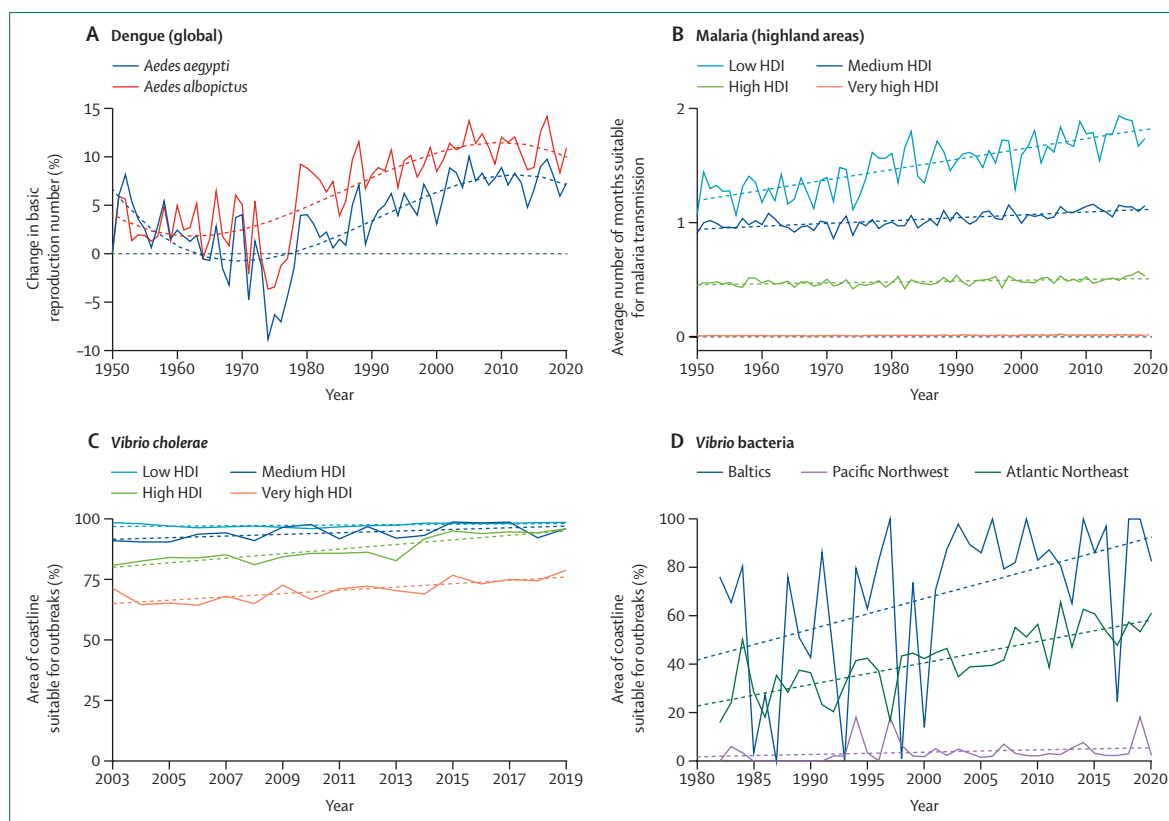 A Dengue (global)
Aedes aegypti
Aedes albopictus
Change in basic
reproduction number (%)
15
10
5
0
–5
–10
1950 1960 1970 1980 1990 2000 2010 2020
Year
B Malaria (highland areas)
Low HDI Medium HDI
High HDI Very high HDI
Average number of months suitable
for malaria transmission
2
1
0
1950 1960 1970 1980 1990 2000 2010 2020
Year
C Vibrio cholerae
Low HDI Medium HDI
High HDI Very high HDI
Area of coastline
suitable for outbreaks (%)
100
75
50
25
0
2003 2005 2007 2009 2011 2013 2015 2017 2019
Year
D Vibrio bacteria
Baltics Pacific Northwest Atlantic Northeast
Area of coastline
suitable for outbreaks (%)
100
80
60
40
20
0
1980 1985 1990 1995 2000 2005 2010 2015 2020
Year